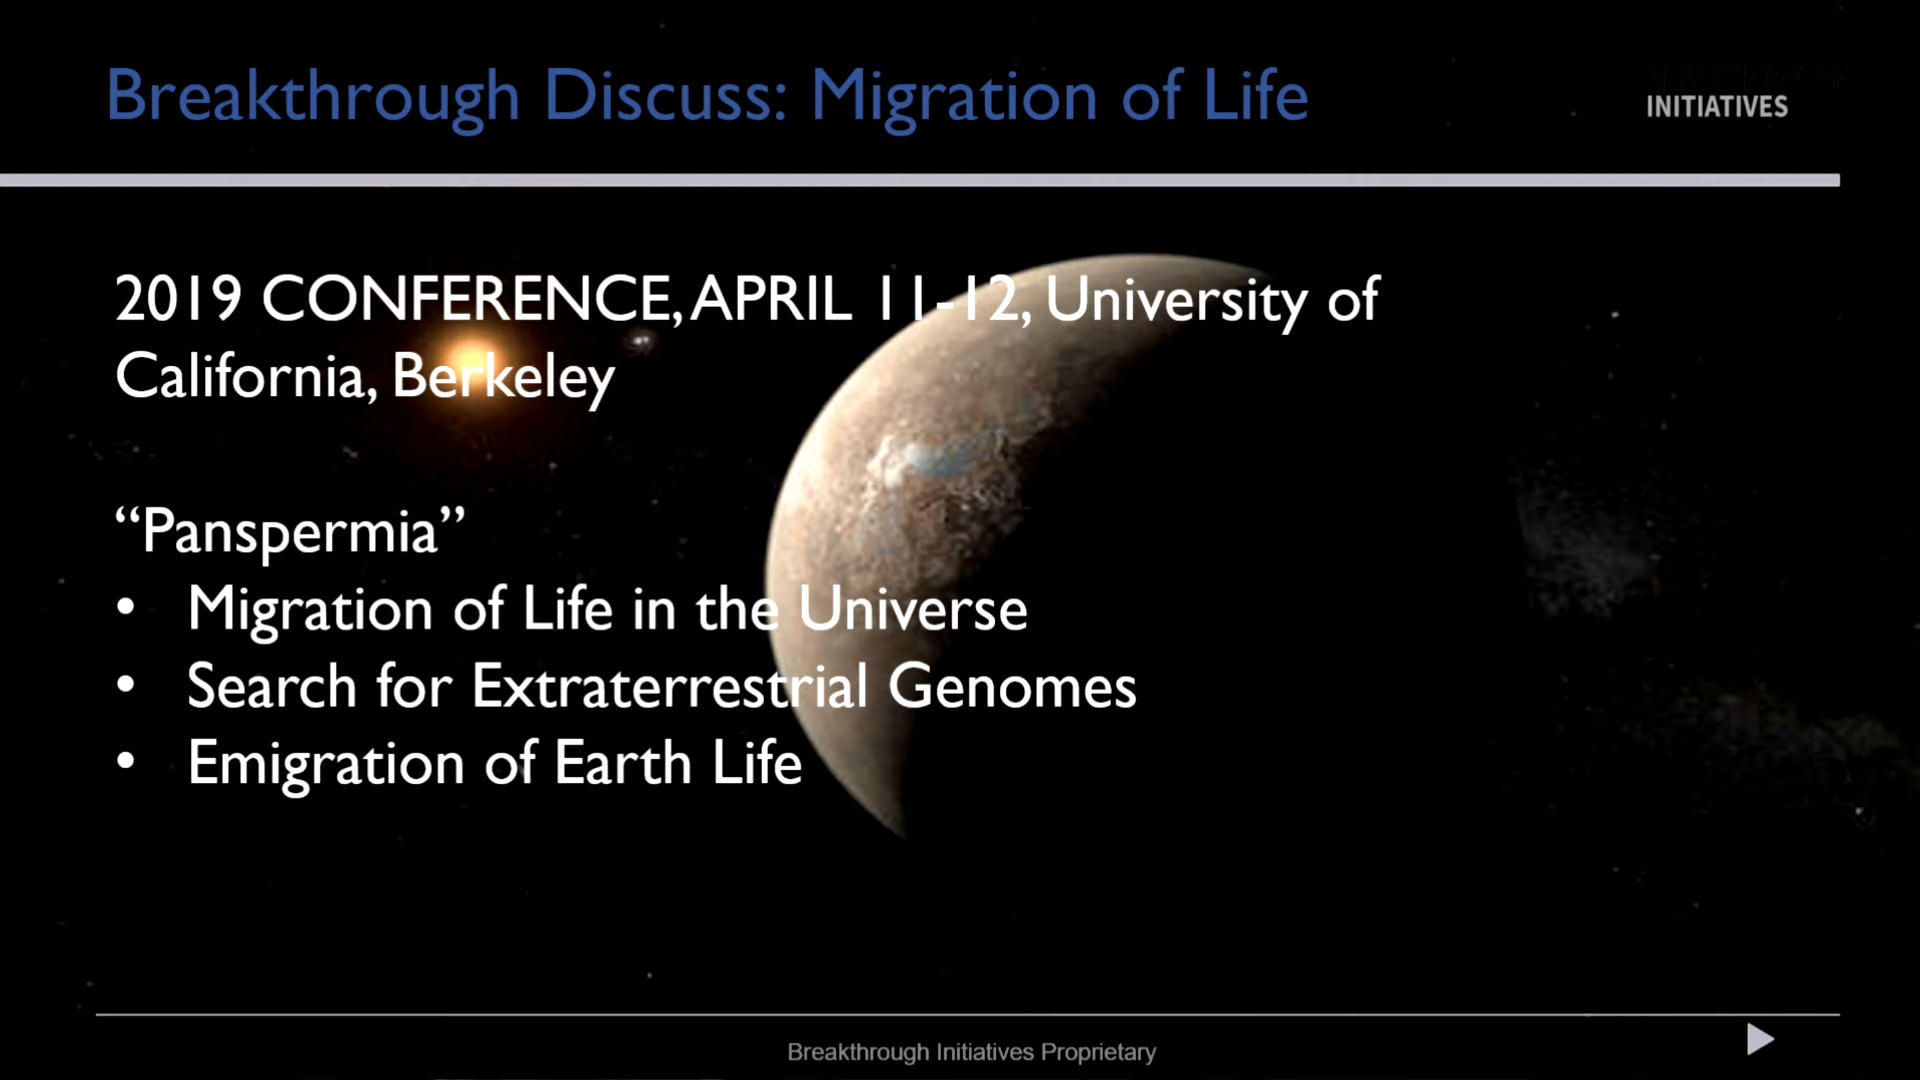 Breakthrough Discuss: Migration of Life
INITIATIVES
2019 CONFERENCE, APRIL 11-12, University of
California, Berkeley
“Panspermia”
• Migration of Life in the Universe
• Search for Extraterrestrial Genomes
• Emigration of Earth Life
Breakthrough Initiatives Proprietary